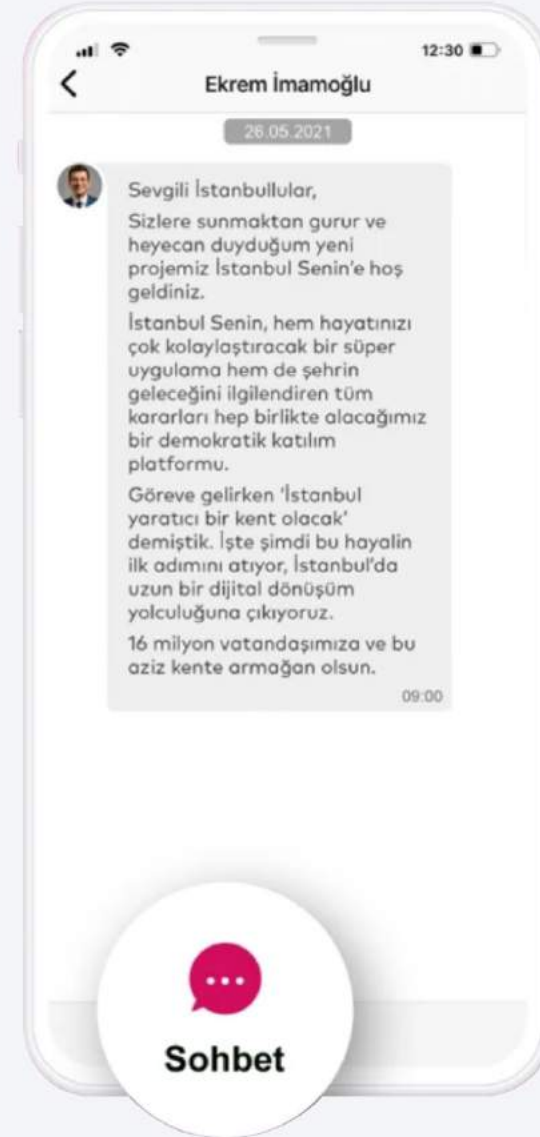 12:30
Ekrem İmamoğlu
26.05.2021
Sevgili İstanbullular,
Sizlere sunmaktan gurur ve
heyecan duyduğum yeni
projemiz İstanbul Senin'e hoş
geldiniz.
İstanbul Senin, hem hayatınızı
çok kolaylaştıracak bir süper
uygulama hem de şehrin
geleceğini ilgilendiren tüm
kararları hep birlikte alacağımız
bir demokratik katılım
platformu.
Göreve gelirken 'İstanbul
yaratıcı bir kent olacak'
demiştik. İşte şimdi bu hayalin
ilk adımını atıyor, İstanbul'da
uzun bir dijital dönüşüm
yolculuğuna çıkıyoruz.
16 milyon vatandaşımıza ve bu
aziz kente armağan olsun.
09:00
Sohbet